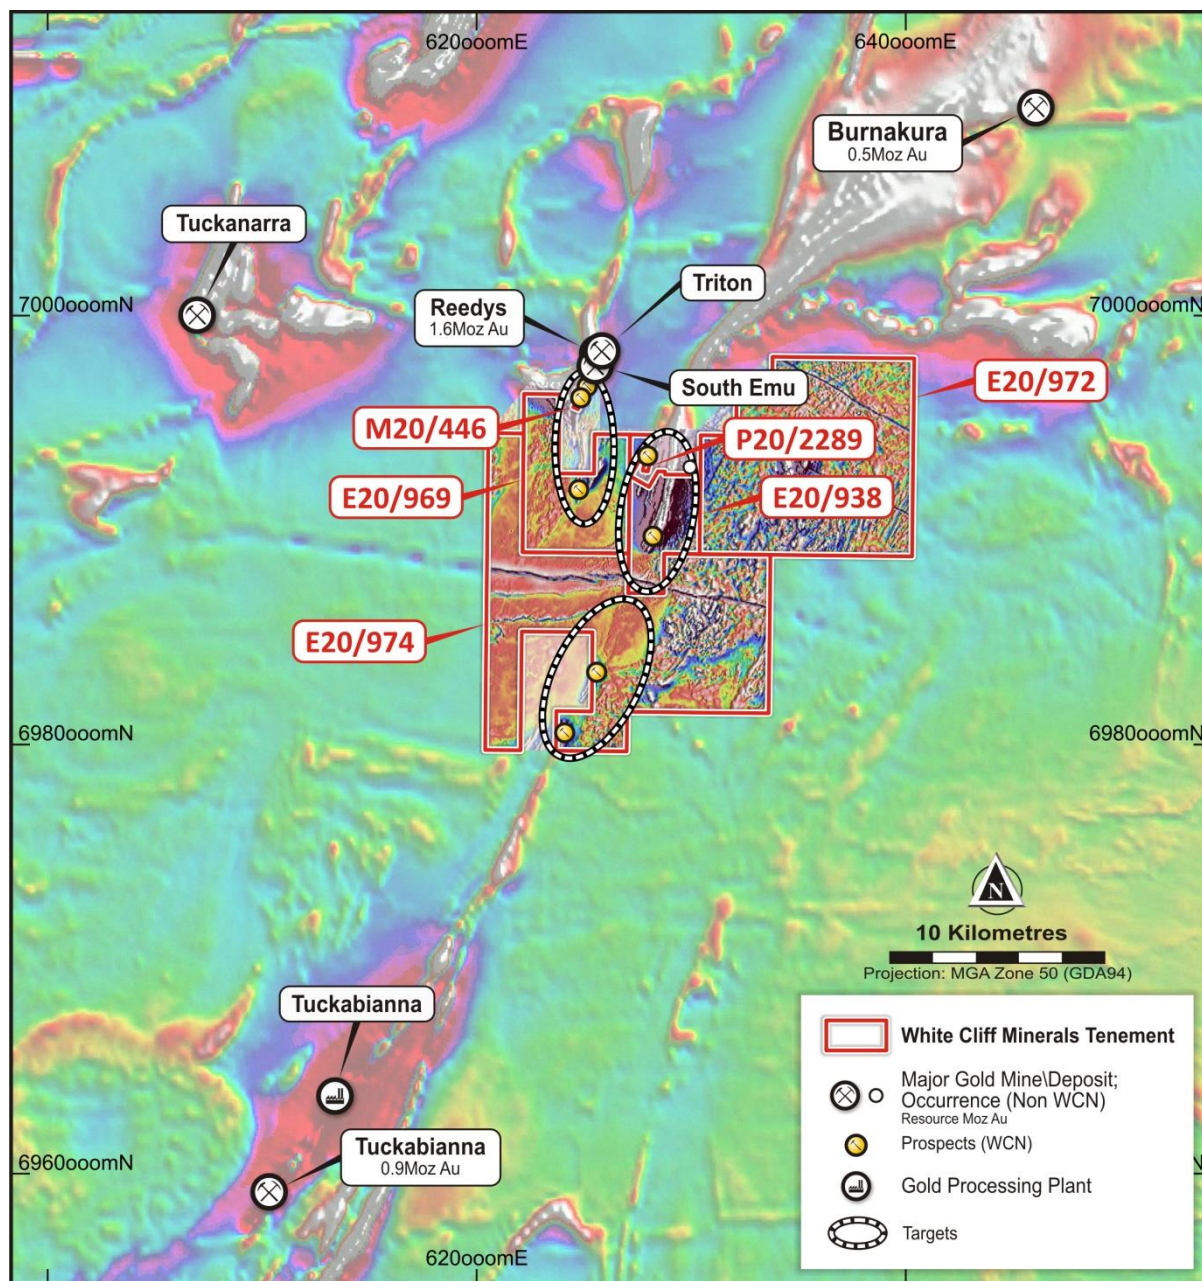 620000mE
640000mE
Burnakura
0.5Moz Au
Tuckanarra
Triton
Reedys
1.6Moz Au
7000000mN
7000000mN
South Emu
E20/972
M20/446
P20/2289
E20/969
E20/938
E20/974
6980000mN
6980000mN
N
10 Kilometres
Projection: MGA Zone 50 (GDA94)
Tuckabianna
White Cliff Minerals Tenement
Major Gold Mine\Deposit;
Occurrence (Non WCN)
Resource Moz Au
Prospects (WCN)
Gold Processing Plant
Targets
Tuckabianna
0.9Moz Au
6960000mN
620000mE